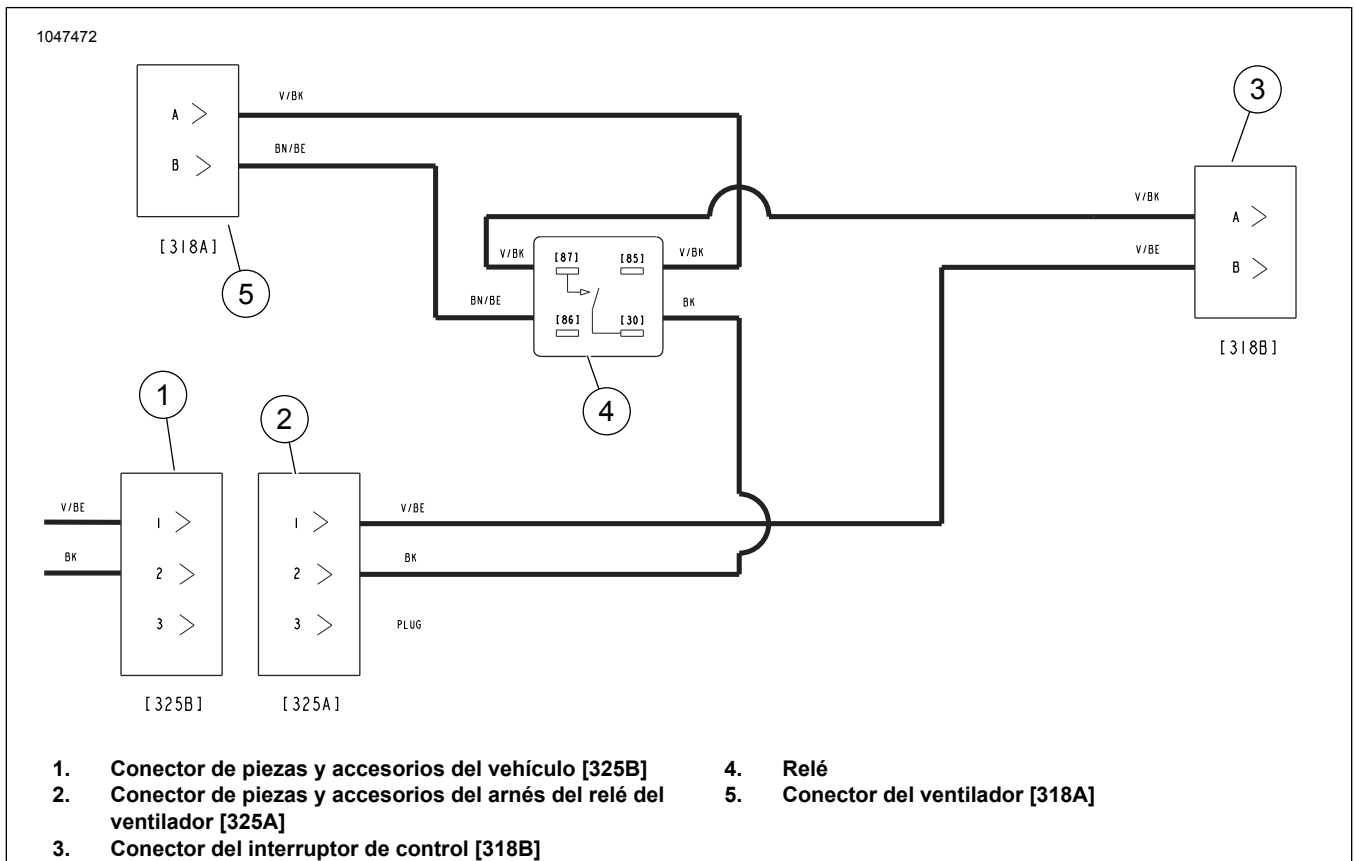 1047472
V/BK
A
BN/BE
B
[318A]
5
3
V/BK
A
V/BE
B
[318B]
V/BK
[87]
[85]
V/BK
BN/BE
[86]
[30]
BK
4
1
2
V/BE
1
BK
2
3
[325B]
1
V/BE
2
BK
3
PLUG
[325A]
1. Conector de piezas y accesorios del vehículo [325B]
2. Conector de piezas y accesorios del arnés del relé del
ventilador [325A]
3. Conector del interruptor de control [318B]
4. Relé
5. Conector del ventilador [318A]